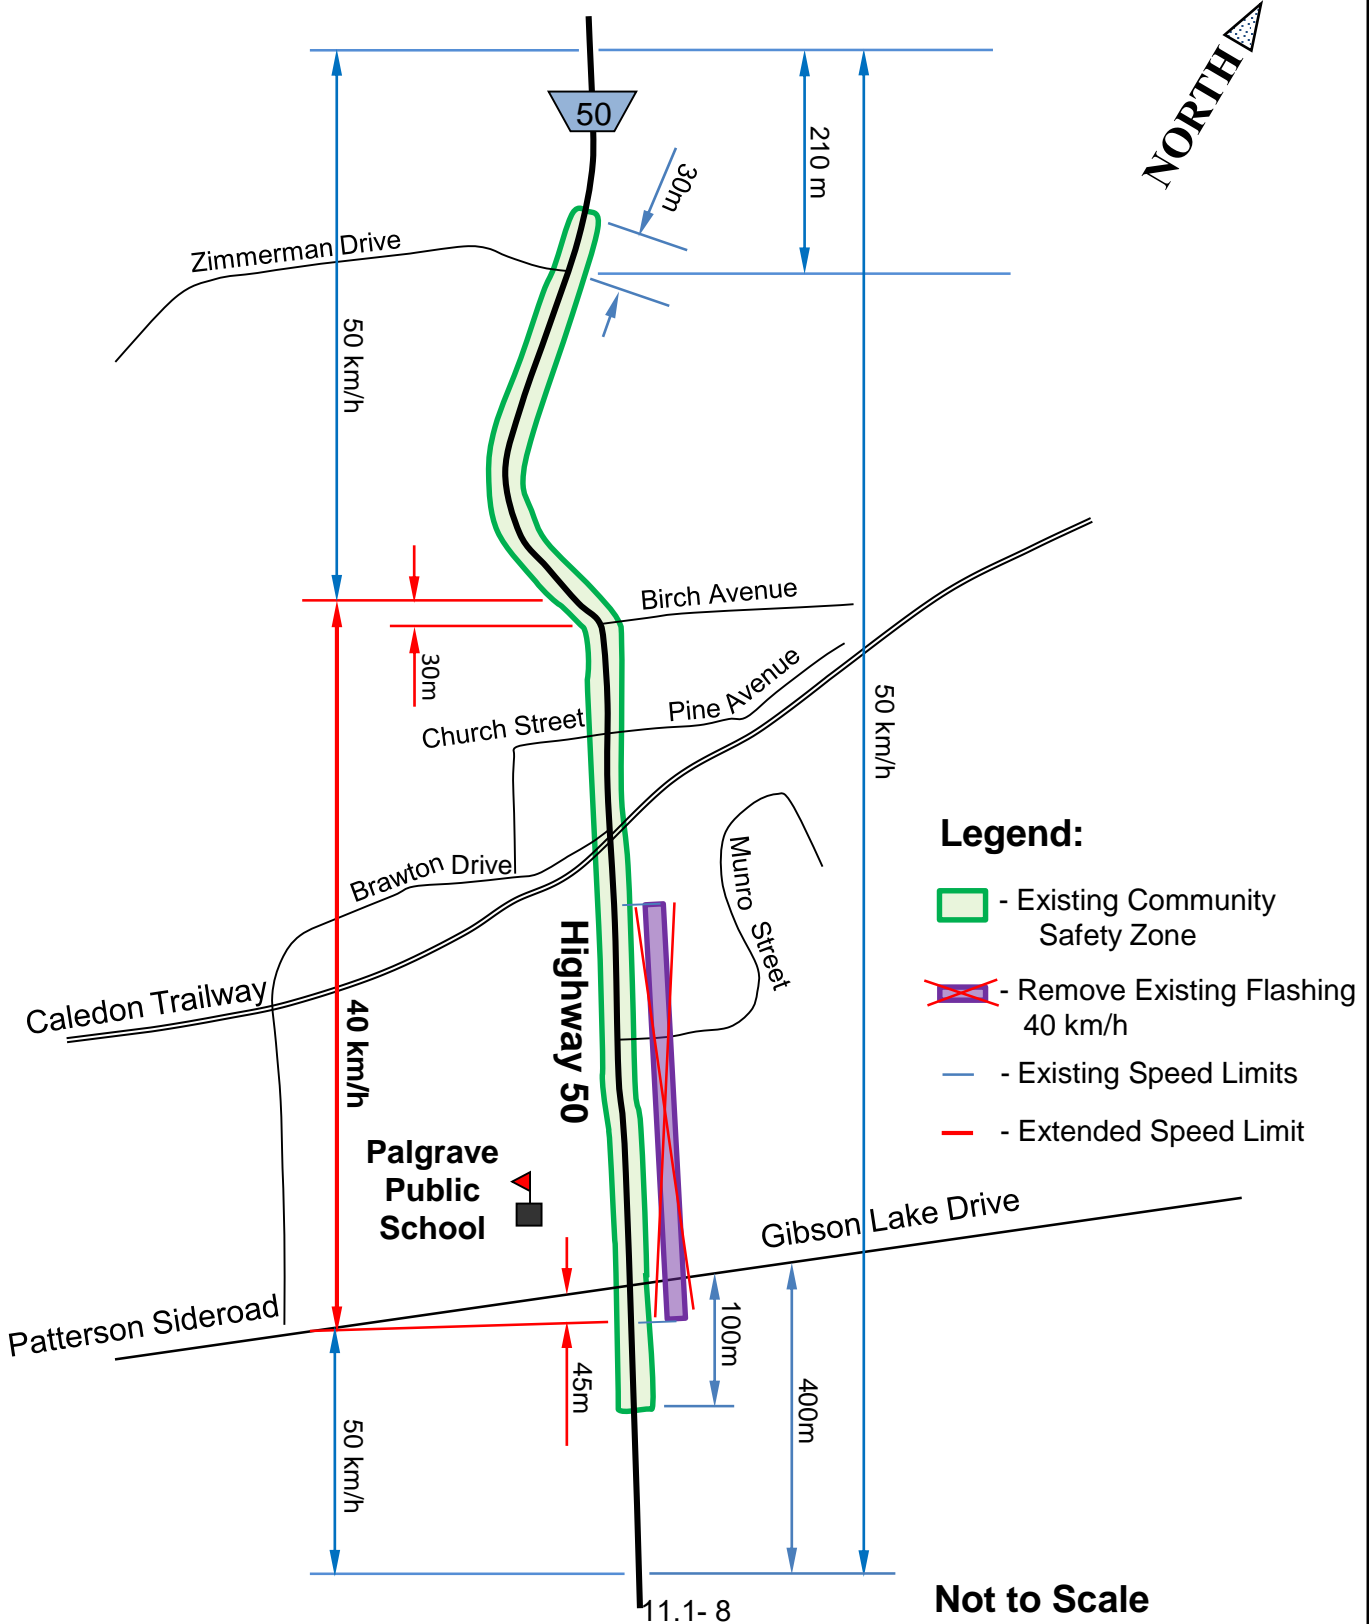 NORTH
50
210 m
30m
Zimmerman Drive
50 km/h
Birch Avenue
30m
Pine Avenue
Church Street
50 km/h
Legend:
- Existing Community
Safety Zone
- Remove Existing Flashing
40 km/h
- Existing Speed Limits
- Extended Speed Limit
Munro Street
Brawton Drive
Highway 50
Caledon Trailway
40 km/h
Palgrave
Public
School
Gibson Lake Drive
Patterson Sideroad
100m
45m
400m
50 km/h
Not to Scale
11.1- 8